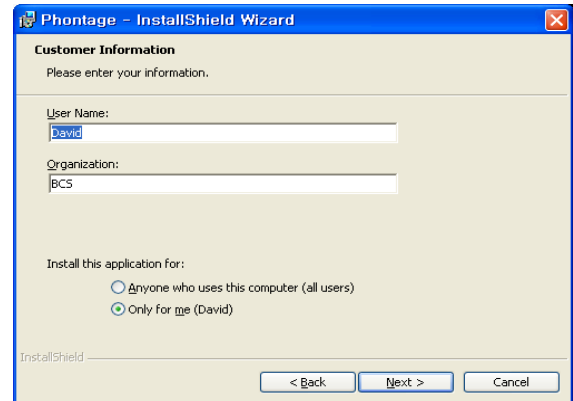 Phontage - InstallShield Wizard
Customer Information
Please enter your information.
User Name:
David
Organization:
BCS
Install this application for:
Anyone who uses this computer (all users)
Only for me (David)
InstallShield
< Back Next > Cancel